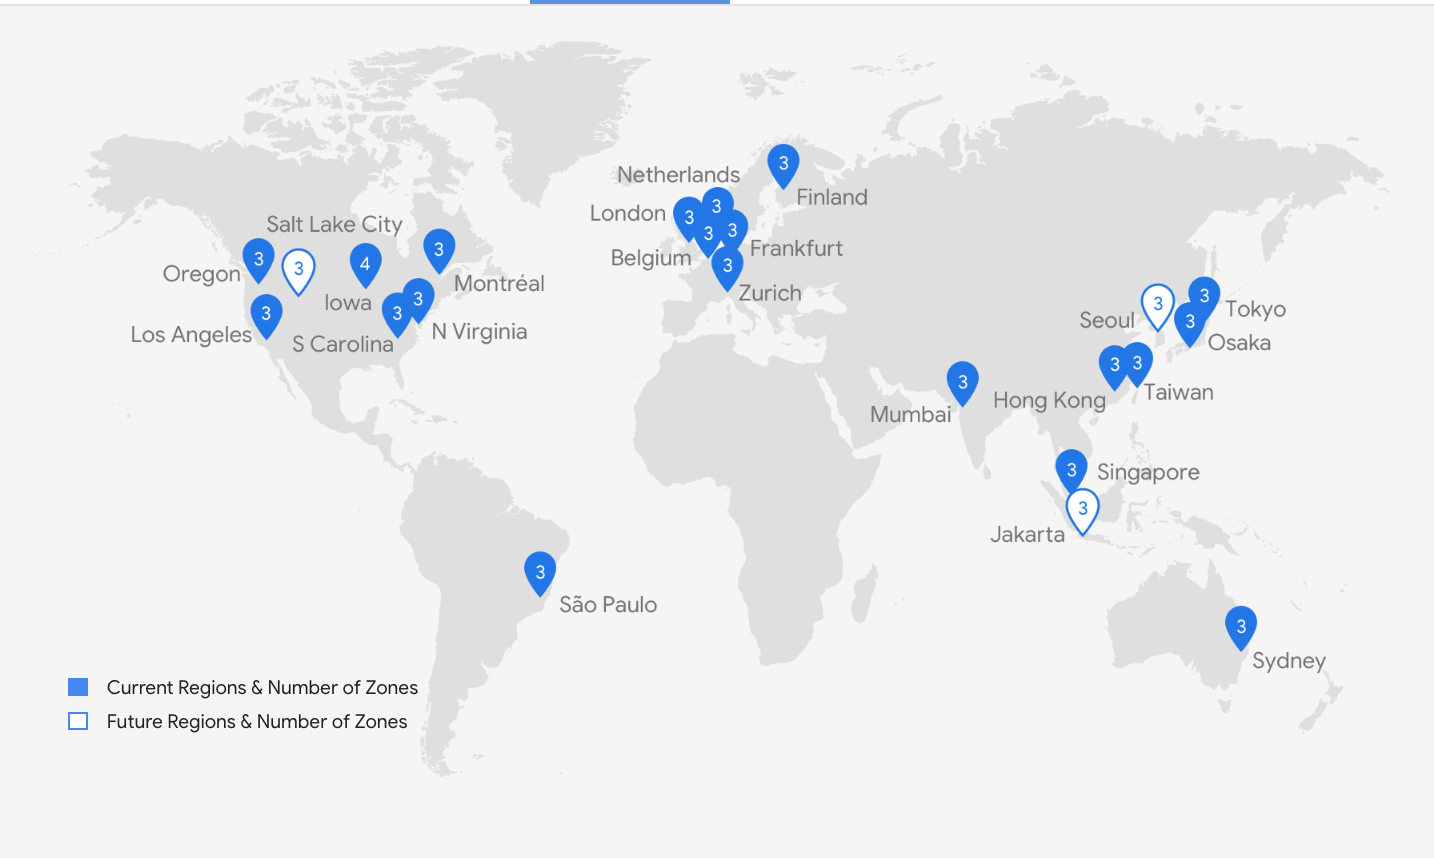 3
Netherlands
Finland
London
3
3
Salt Lake City
3
3
3
Frankfurt
Belgium
3
4
3
3
Oregon
3
Zurich
Montréal
Iowa
3
3
3
Los Angeles
S Carolina
N Virginia
3
3
Tokyo
Seoul
3
Osaka
3
3
3
Mumbai
Hong Kong
Taiwan
3
Singapore
3
Jakarta
3
São Paulo
3
Sydney
Current Regions & Number of Zones
Future Regions & Number of Zones